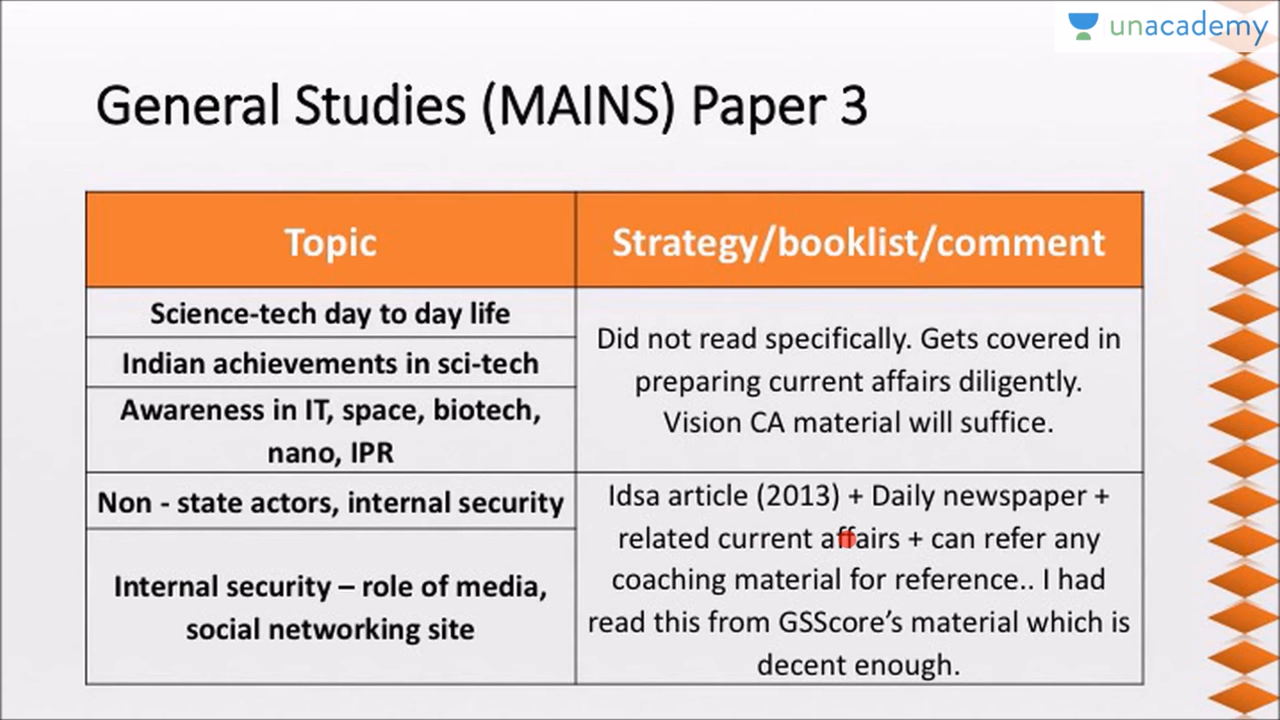 unacademy
General Studies (MAINS) Paper 3
Topic
Strategy/booklist/comment
Science-tech day to day life
Indian achievements in sci-tech
Awareness in IT, space, biotech,
nano, IPR
Did not read specifically. Gets covered in
preparing current affairs diligently.
Vision CA material will suffice.
Non - state actors, internal security
Internal security – role of media,
social networking site
Idsa article (2013) + Daily newspaper +
related current affairs + can refer any
coaching material for reference.. I had
read this from GSScore’s material which is
decent enough.